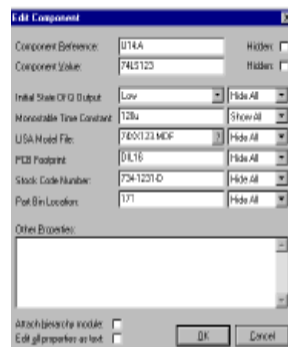 Edit Component
Component Reference: U14:A Hidden:
Component Value: 74LS123 Hidden:
Initial State Of Q Output Low Hide All
Monostable Time Constant 120u Show All
LISA Model File: 74XX123.MDF Hide All
PCB Footprint DIL16 Hide All
Stock Code Number: 734-1231-D Hide All
Part Bin Location: 171 Hide All
Other Properties:
Attach hierarchy module:
Edit all properties as text:
OK Cancel